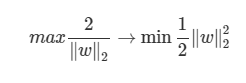 max 2/‖w‖₂ → min 1/2 ‖w‖₂²